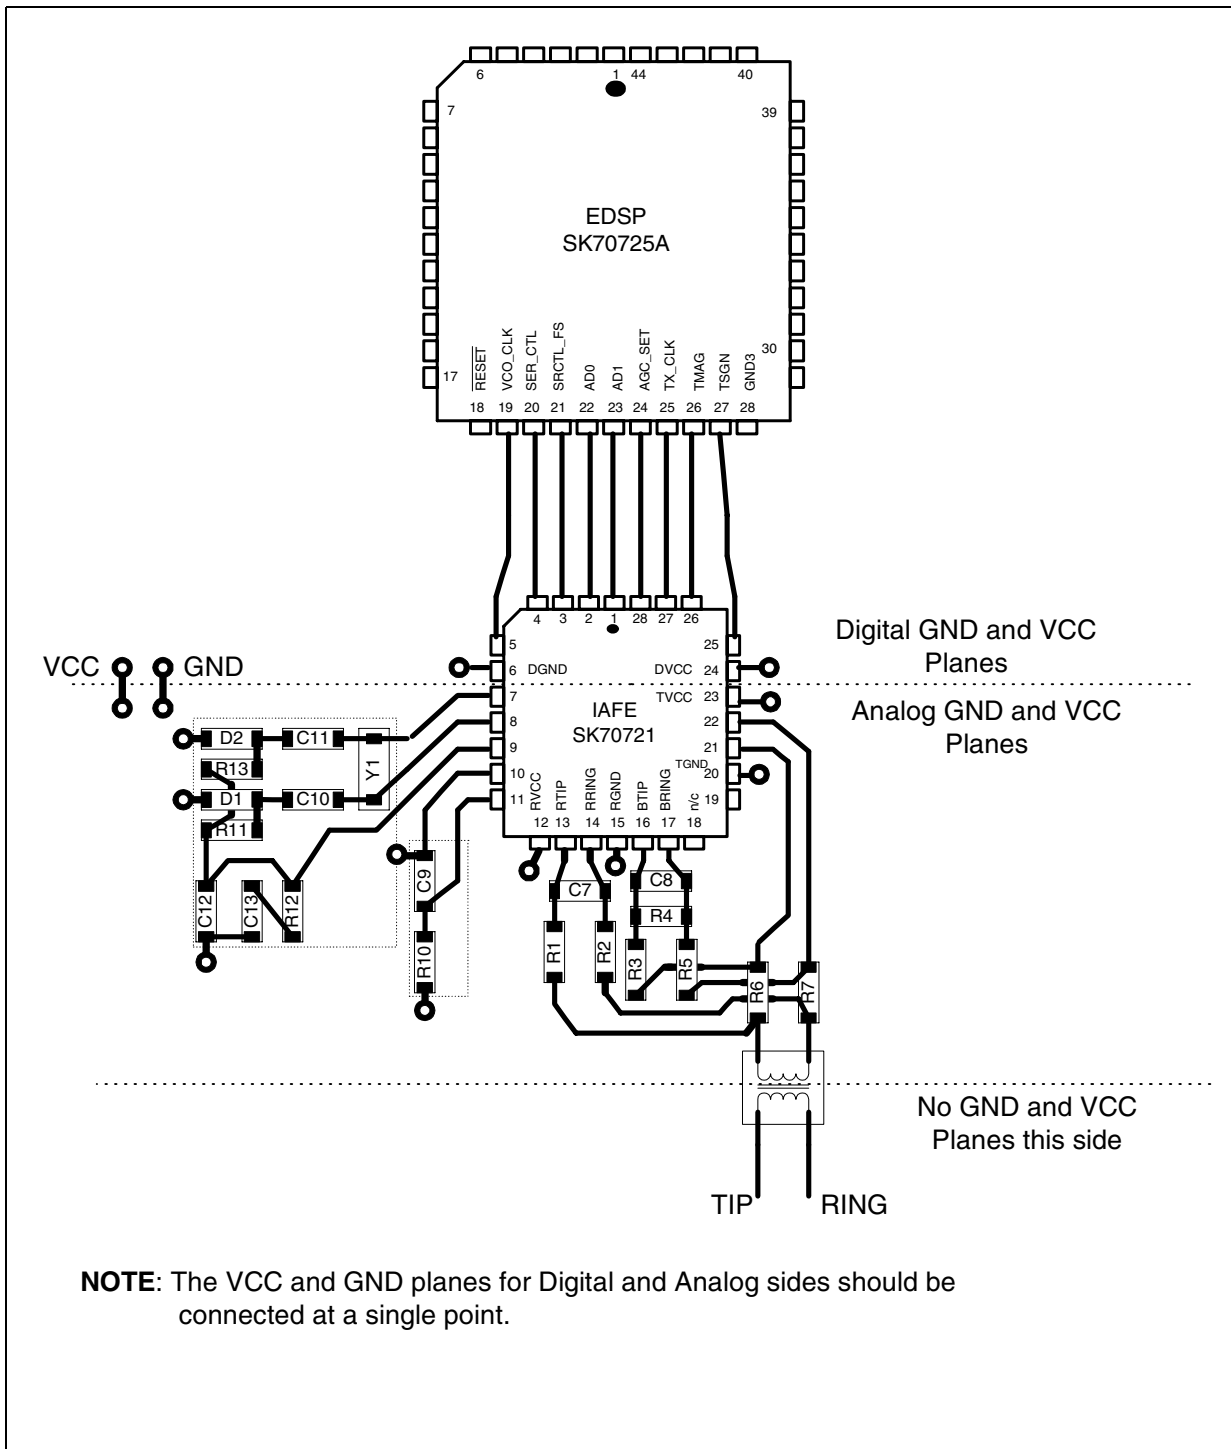 6 1 44 40
7 39
EDSP
SK70725A
17 30
RESET VCO_CLK SER_CTL SRCTL_FS AD0 AD1 AGC_SET TX_CLK TMAG TSGN GND3
18 19 20 21 22 23 24 25 26 27 28
4 3 2 1 28 27 26
5 25
Digital GND and VCC
Planes
VCC GND
6 DGND DVCC 24
7 TVCC 23
Analog GND and VCC
Planes
IAFE
SK70721
8 22
9 21
10 TGND 20
11 19
RVCC RTIP RRING RGND BTIP BRING n/c
12 13 14 15 16 17 18
D2 C11
R13 Y1
D1 C10
R11
C12 C13 R12
C9
R10
C7 C8
R4
R1 R2 R3 R5 R6 R7
No GND and VCC
Planes this side
TIP RING
NOTE: The VCC and GND planes for Digital and Analog sides should be
connected at a single point.